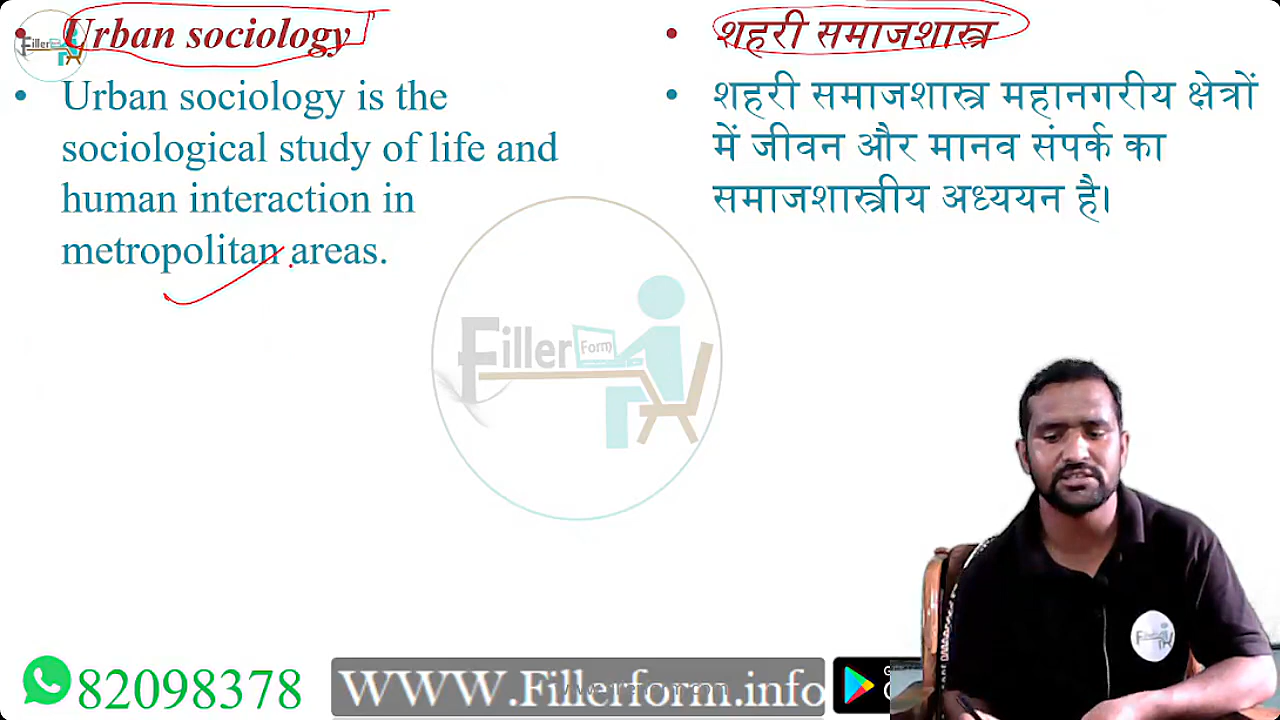 Urban sociology
Urban sociology is the
sociological study of life and
human interaction in
metropolitan areas.
शहरी समाजशास्त्र
शहरी समाजशास्त्र महानगरीय क्षेत्रों
में जीवन और मानव संपर्क का
समाजशास्त्रीय अध्ययन है।
Filler Form
82098378
www.Fillerform.info